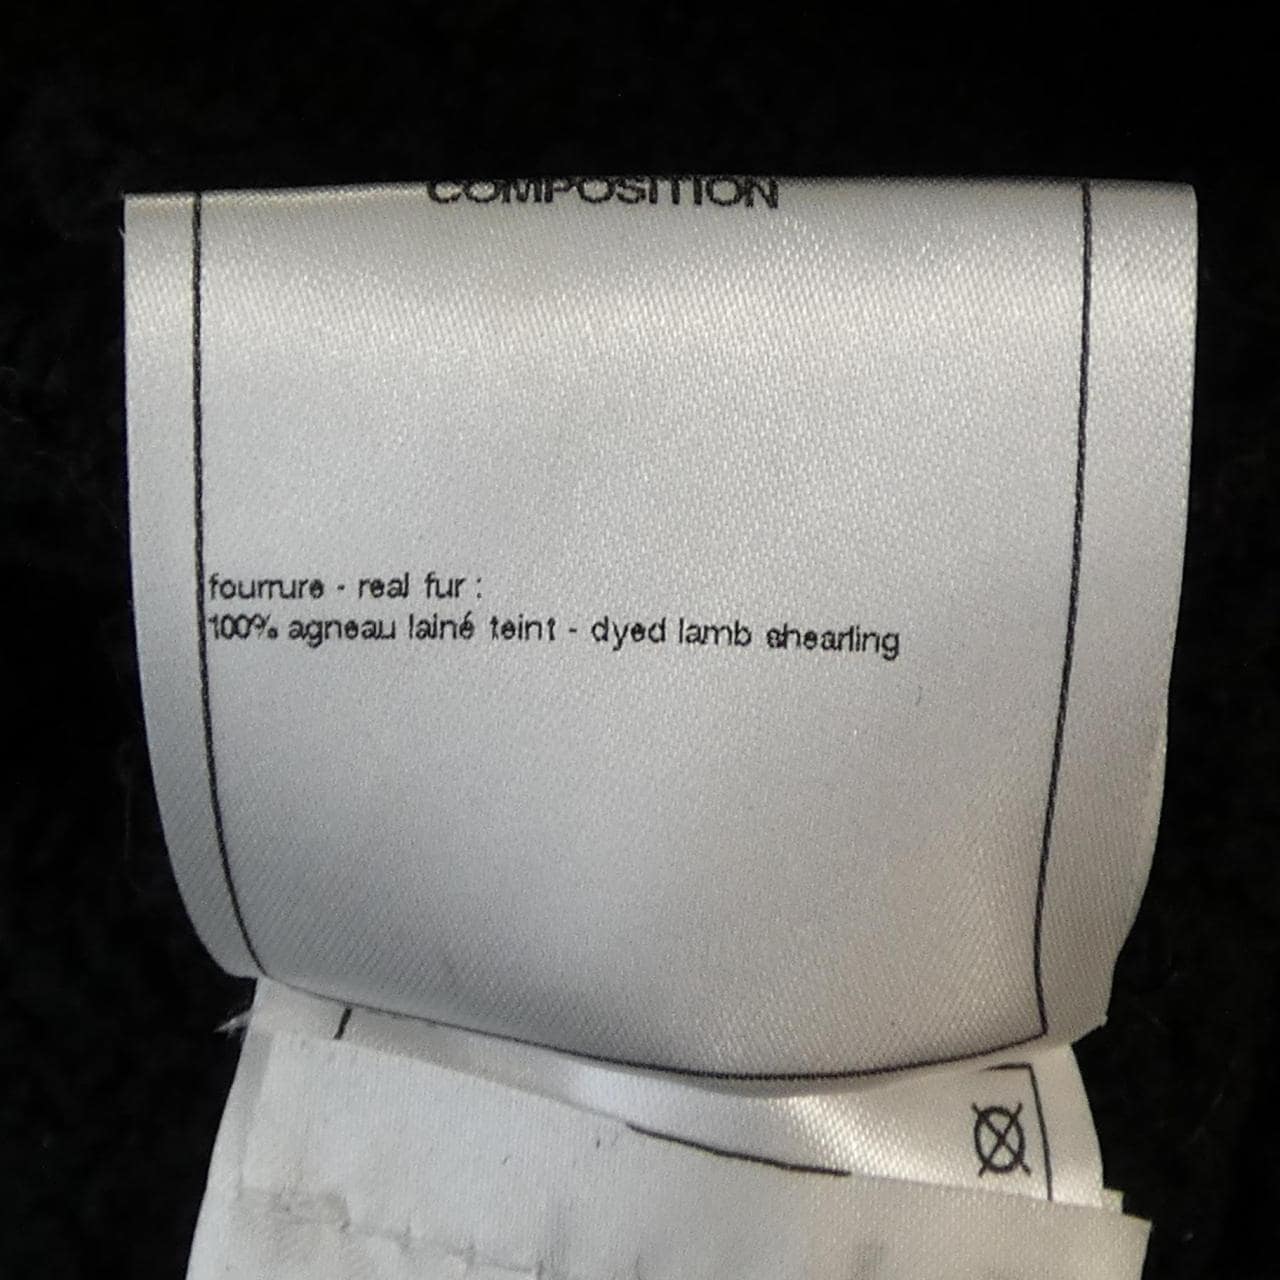 COMPOSITION
fourrure - real fur :
100% agneau lainé teint - dyed lamb shearling